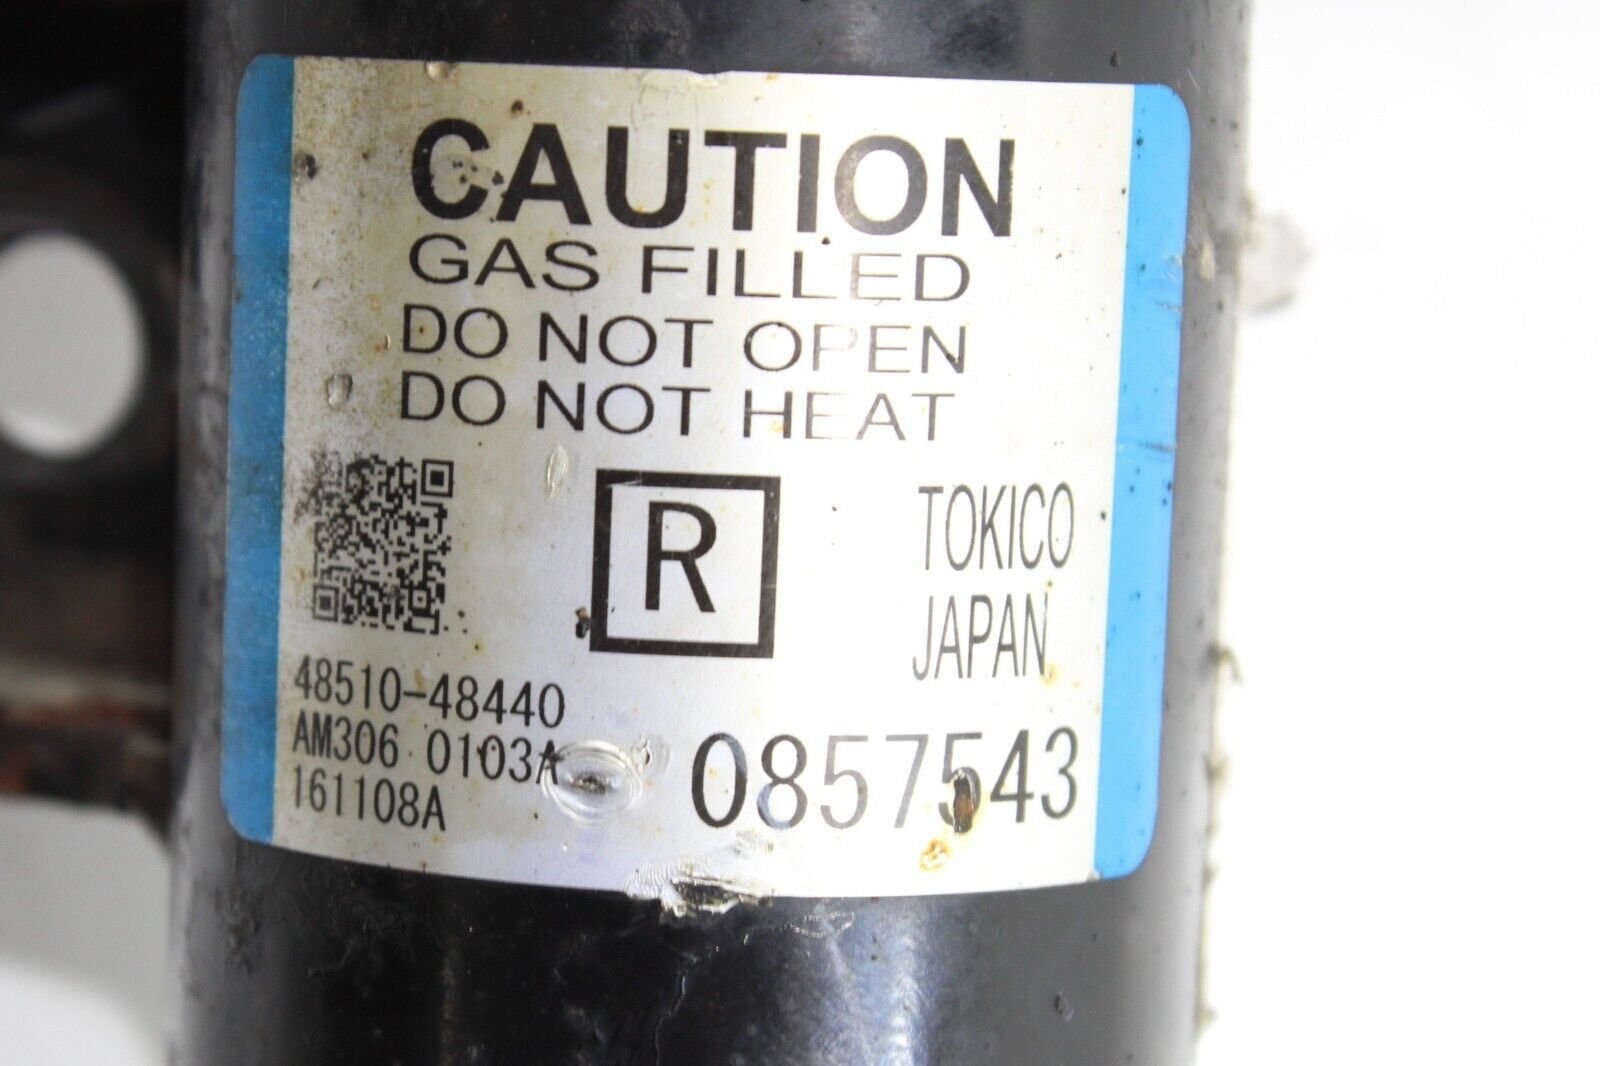 CAUTION
GAS FILLED
DO NOT OPEN
DO NOT HEAT
R
TOKICO
JAPAN
48510-48440
AM306 0103A
161108A
0857543